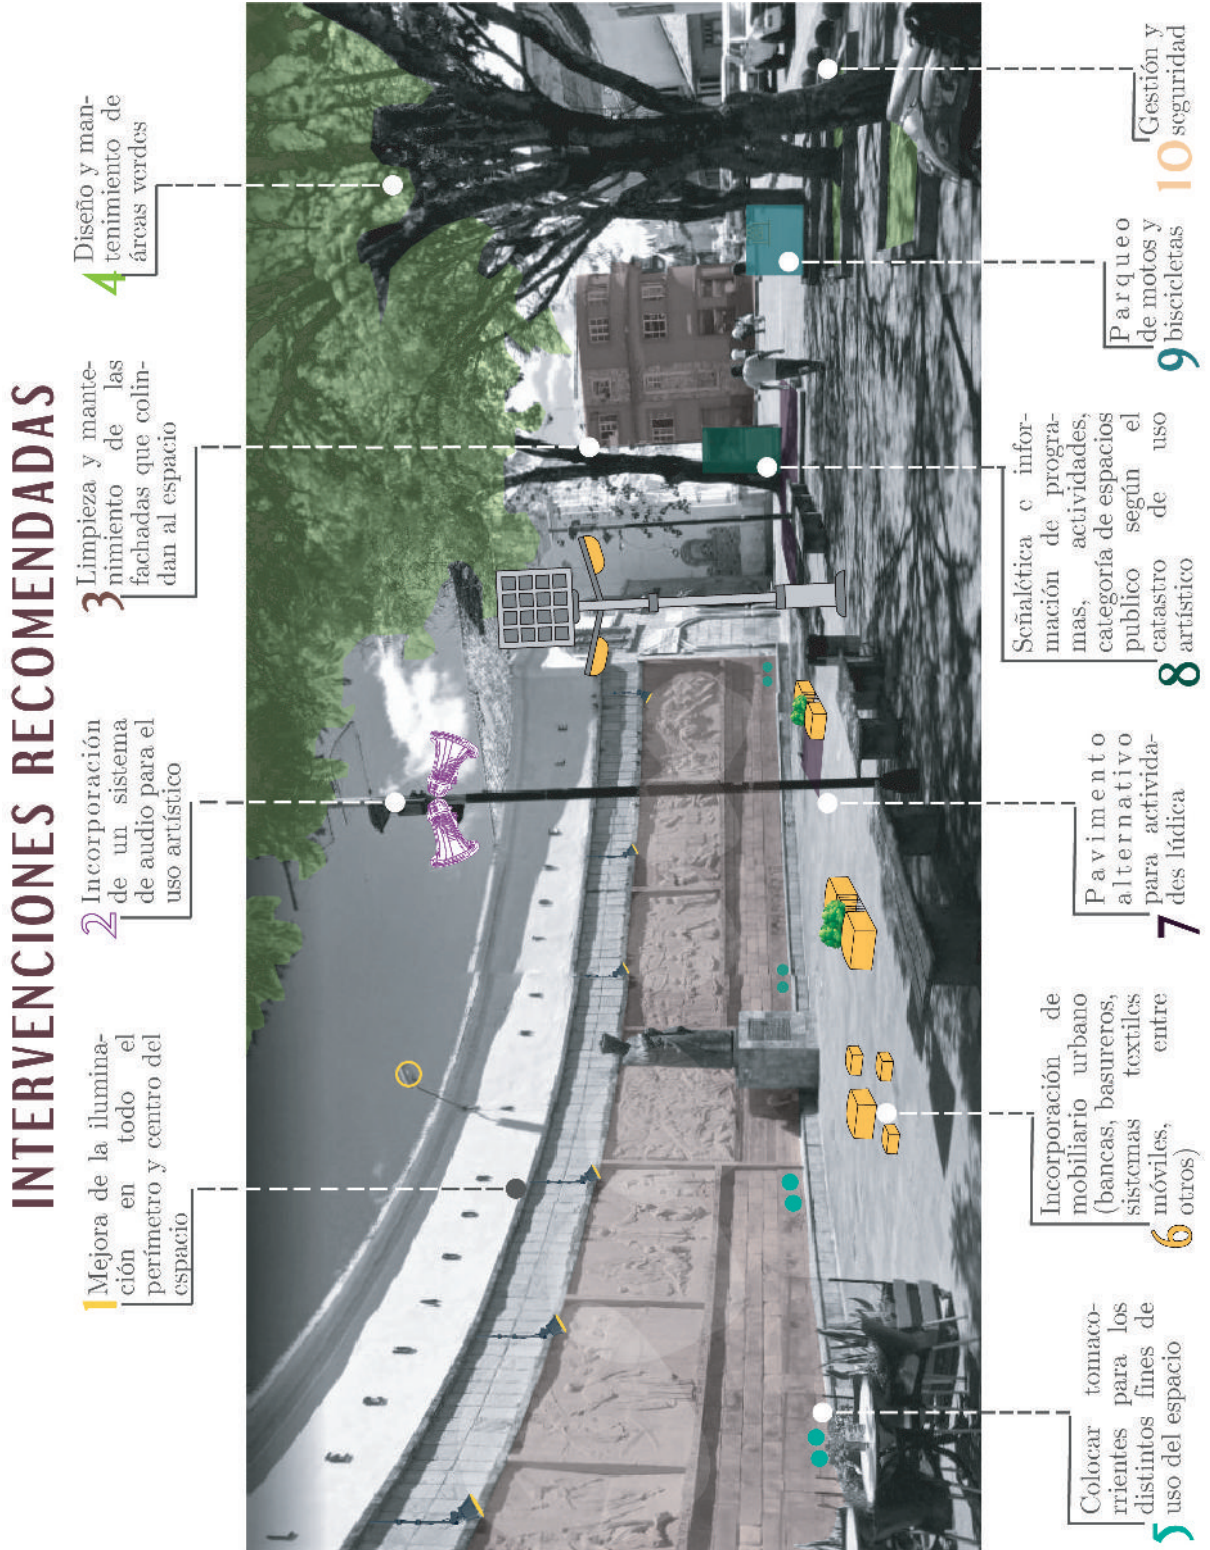 INTERVENCIONES RECOMENDADAS
1 Mejora de la ilumina-
ción en todo el
perímetro y centro del
espacio
2 Incorporación
de un sistema
de audio para el
uso artístico
3 Limpieza y mante-
nimiento de las
fachadas que colin-
dan al espacio
4 Diseño y man-
tenimiento de
áreas verdes
5 Colocar tomaco-
rrientes para los
distintos fines de
uso del espacio
6 Incorporación de
mobiliario urbano
(bancas, basureros,
sistemas textiles
móviles, entre
otros)
7 Pavimento
alternativo
para activida-
des lúdica
8 Señalética e infor-
mación de progra-
mas, actividades,
categoría de espacios
publico según el
catastro de uso
artístico
9 Parqueo
de motos y
biscicletas
10 Gestión y
seguridad